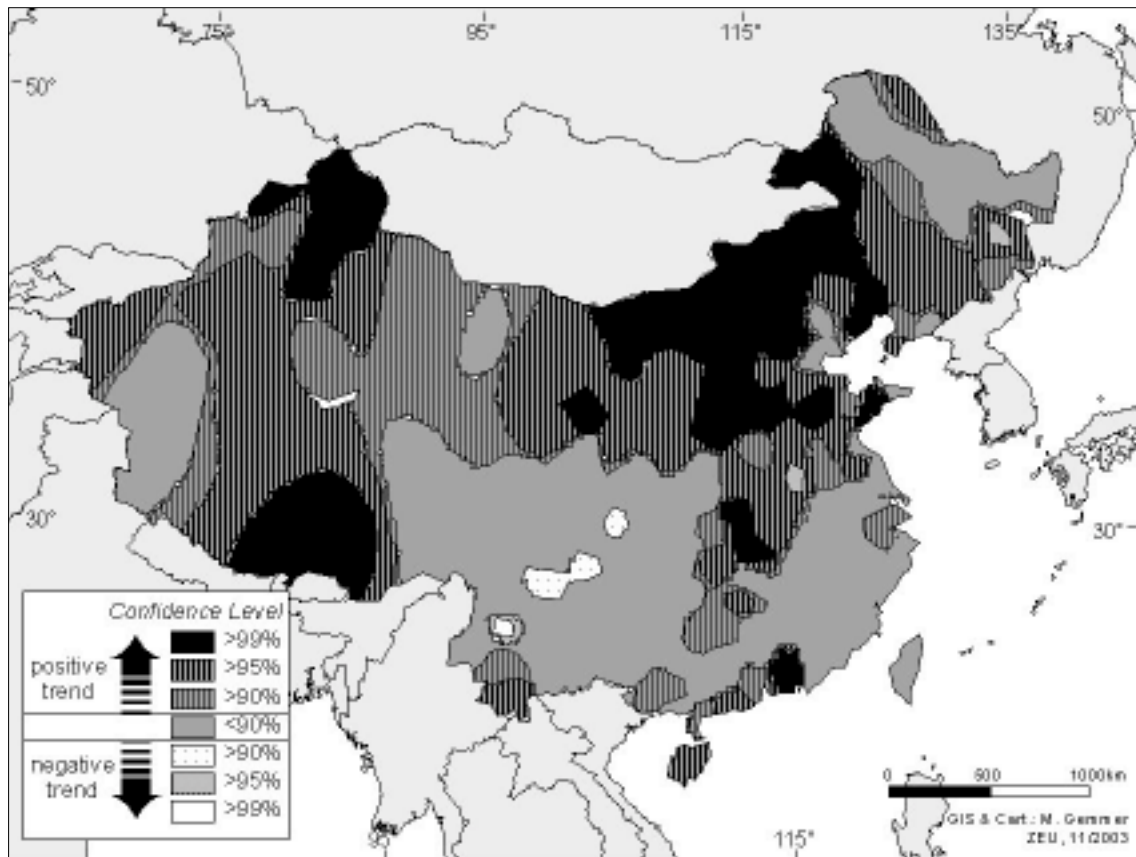 75°
95°
115°
135°
50°
50°
30°
30°
Confidence Level
>99%
positive
trend
>95%
>90%
<90%
>90%
negative
trend
>95%
>99%
0 500 1000km
GIS & Cart.: M. Gemmer
ZEU, 11/2003
95°
115°